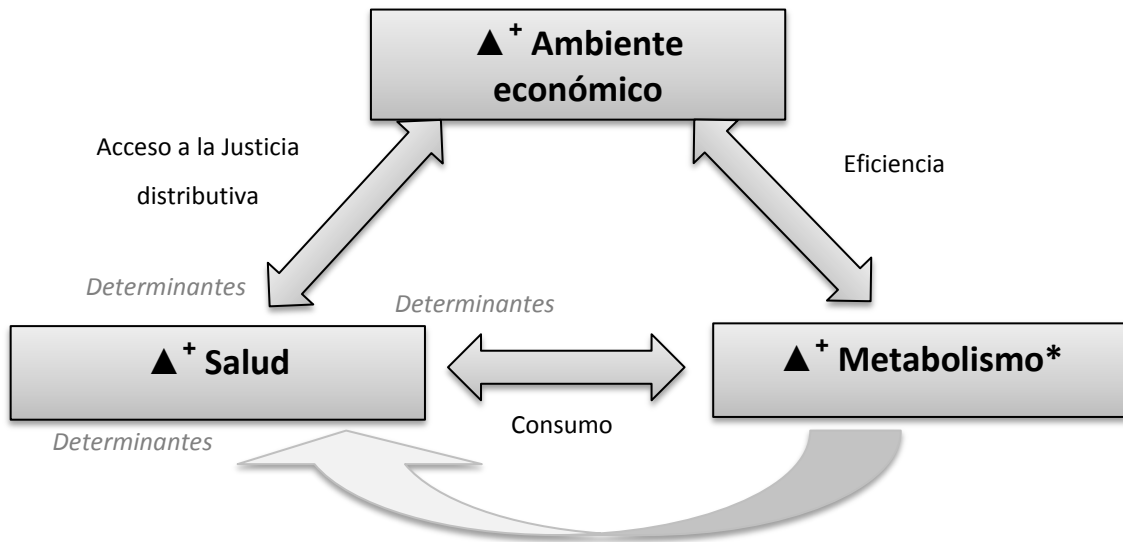 ▲⁺ Ambiente
económico
Acceso a la Justicia
distributiva
Eficiencia
Determinantes
Determinantes
▲⁺ Salud
▲⁺ Metabolismo*
Determinantes
Consumo